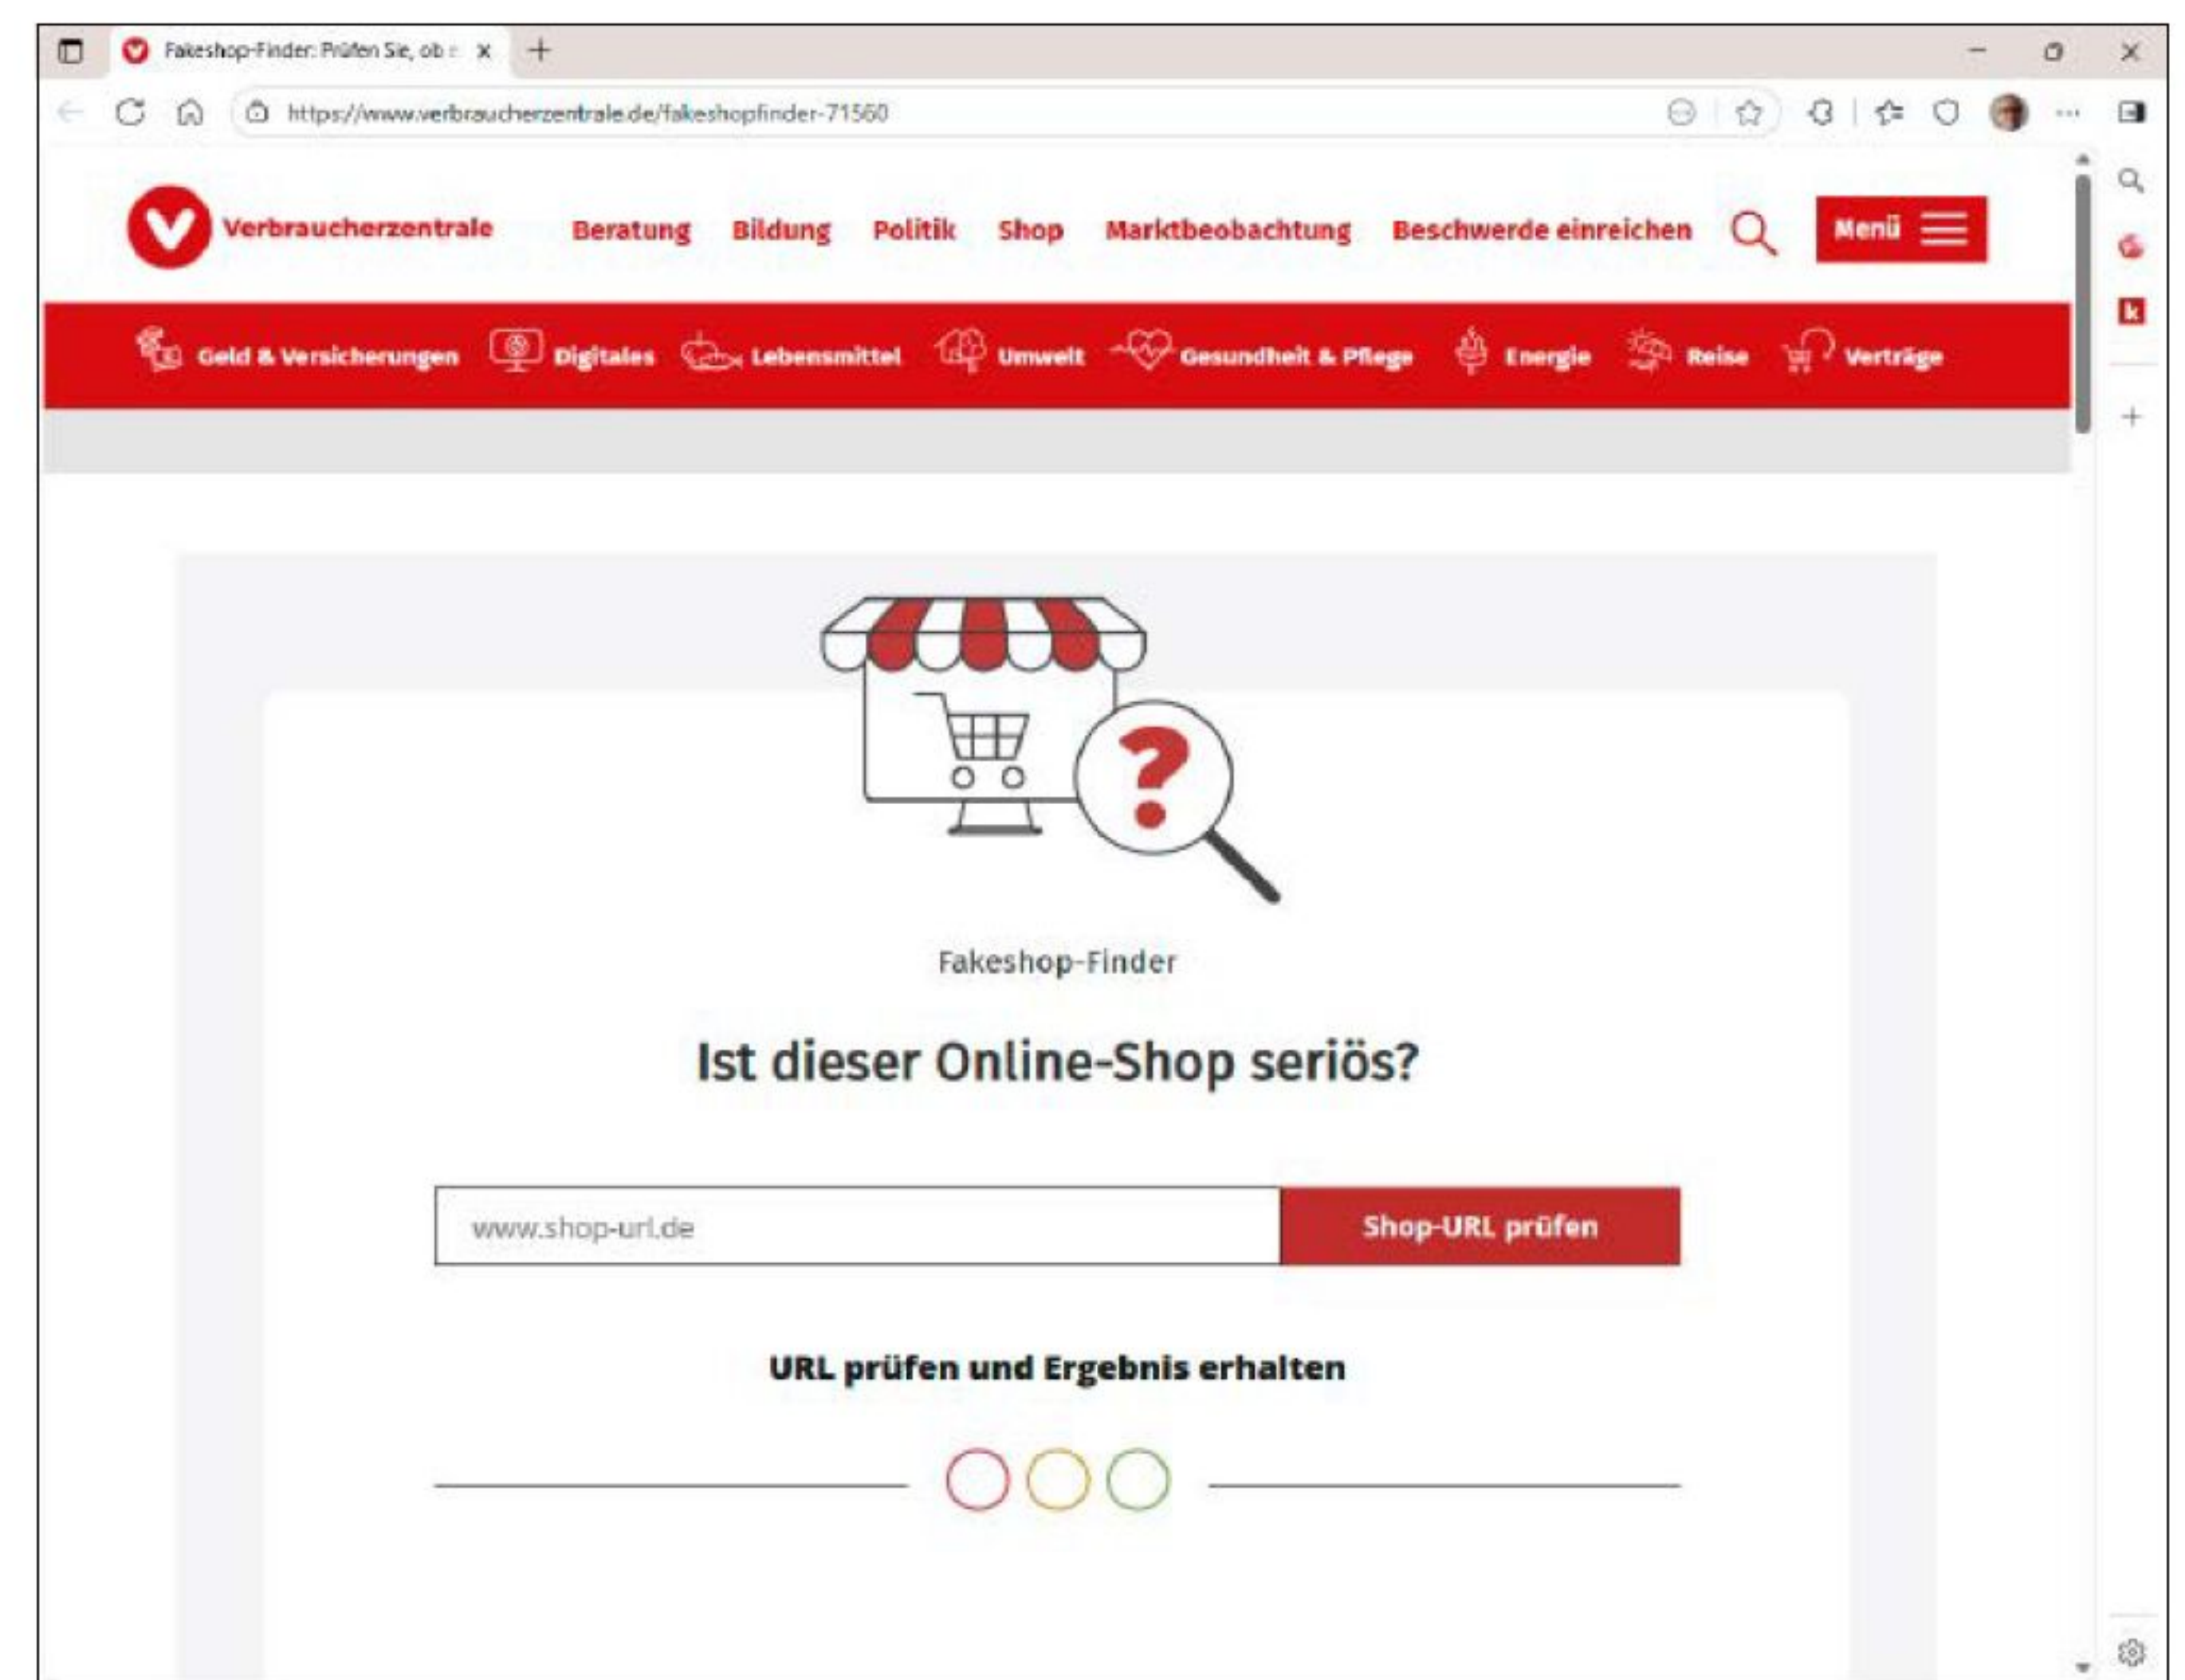 Fakeshop-Finder: Prüfen Sie, ob e
https://www.verbraucherzentrale.de/fakeshopfinder-71560
Verbraucherzentrale Beratung Bildung Politik Shop Marktbeobachtung Beschwerde einreichen Menü
Geld & Versicherungen Digitales Lebensmittel Umwelt Gesundheit & Pflege Energie Reise Verträge
k
?
Fakeshop-Finder
Ist dieser Online-Shop seriös?
www.shop-url.de Shop-URL prüfen
URL prüfen und Ergebnis erhalten